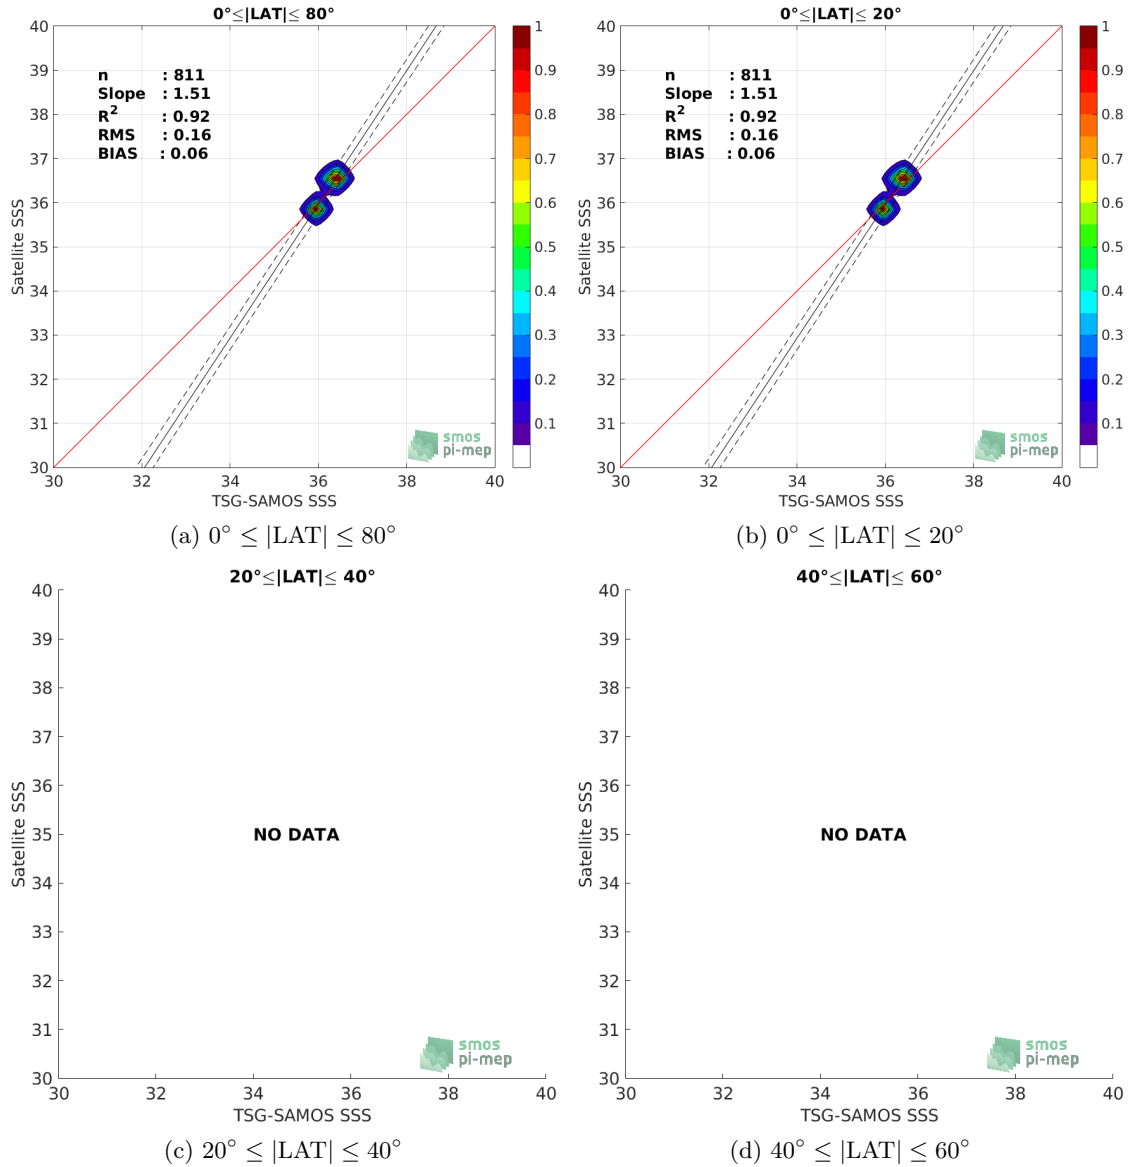 0°≤|LAT|≤ 80°
40
39
38
37
36
35
34
33
32
31
30
Satellite SSS
n : 811
Slope : 1.51
R² : 0.92
RMS : 0.16
BIAS : 0.06
smos
pi-mep
30 32 34 36 38 40
TSG-SAMOS SSS
1
0.9
0.8
0.7
0.6
0.5
0.4
0.3
0.2
0.1
(a) 0° ≤ |LAT| ≤ 80°
0°≤|LAT|≤ 20°
40
39
38
37
36
35
34
33
32
31
30
Satellite SSS
n : 811
Slope : 1.51
R² : 0.92
RMS : 0.16
BIAS : 0.06
smos
pi-mep
30 32 34 36 38 40
TSG-SAMOS SSS
1
0.9
0.8
0.7
0.6
0.5
0.4
0.3
0.2
0.1
(b) 0° ≤ |LAT| ≤ 20°
20°≤|LAT|≤ 40°
40
39
38
37
36
35
34
33
32
31
30
Satellite SSS
NO DATA
smos
pi-mep
30 32 34 36 38 40
TSG-SAMOS SSS
(c) 20° ≤ |LAT| ≤ 40°
40°≤|LAT|≤ 60°
40
39
38
37
36
35
34
33
32
31
30
Satellite SSS
NO DATA
smos
pi-mep
30 32 34 36 38 40
TSG-SAMOS SSS
(d) 40° ≤ |LAT| ≤ 60°